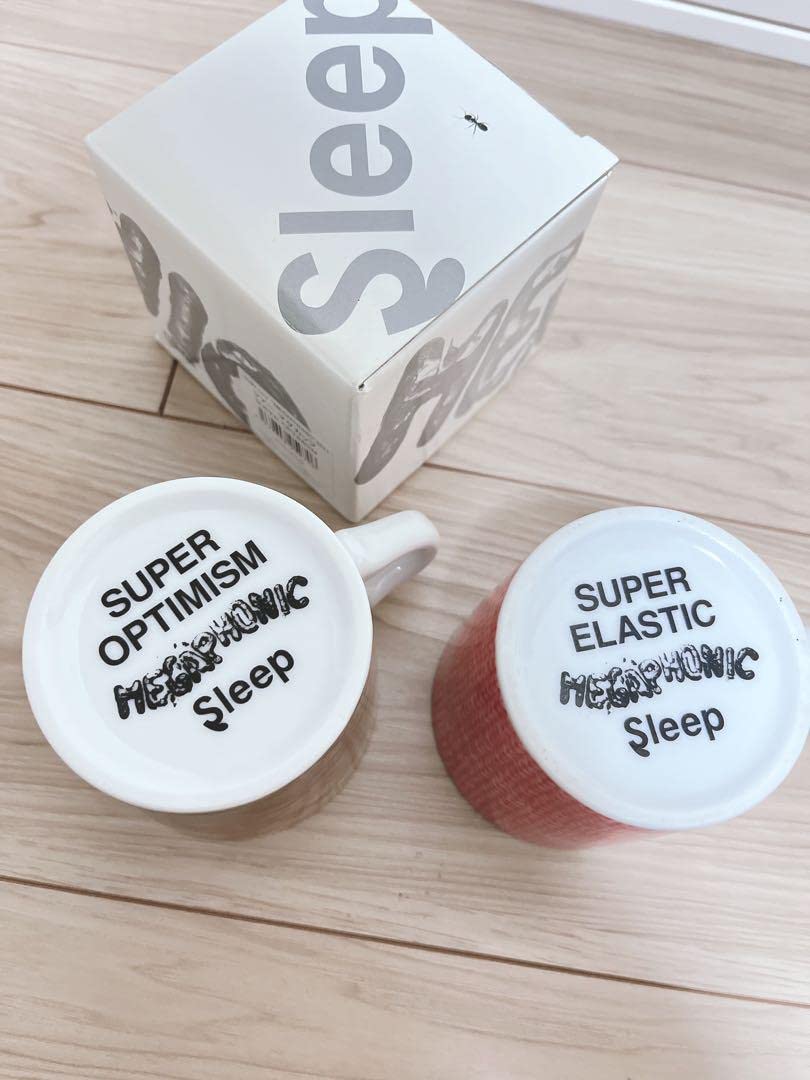 Sleep
SUPER
OPTIMISM
MEGAPHONIC
Sleep
SUPER
ELASTIC
MEGAPHONIC
Sleep